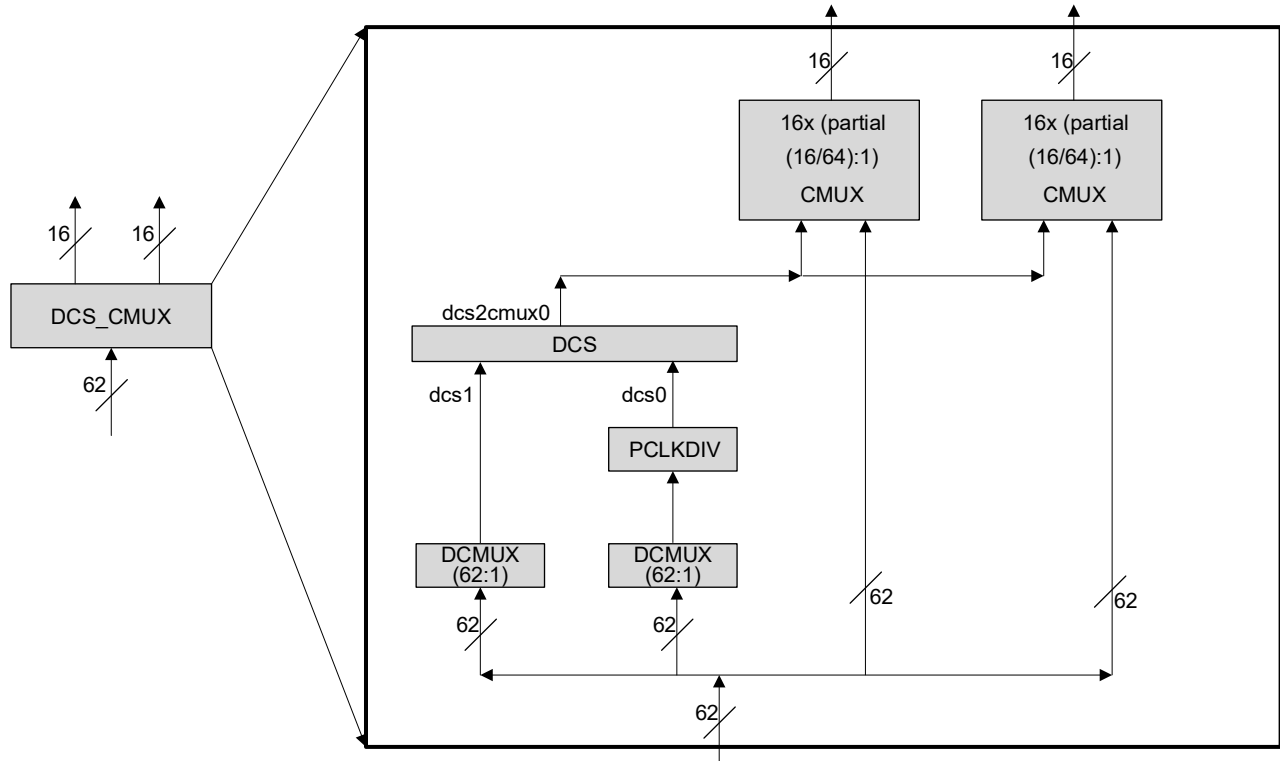 16
16
DCS_CMUX
62
16
16
16x (partial
(16/64):1)
CMUX
16x (partial
(16/64):1)
CMUX
dcs2cmux0
DCS
dcs1
dcs0
PCLKDIV
DCMUX
(62:1)
DCMUX
(62:1)
62
62
62
62
62